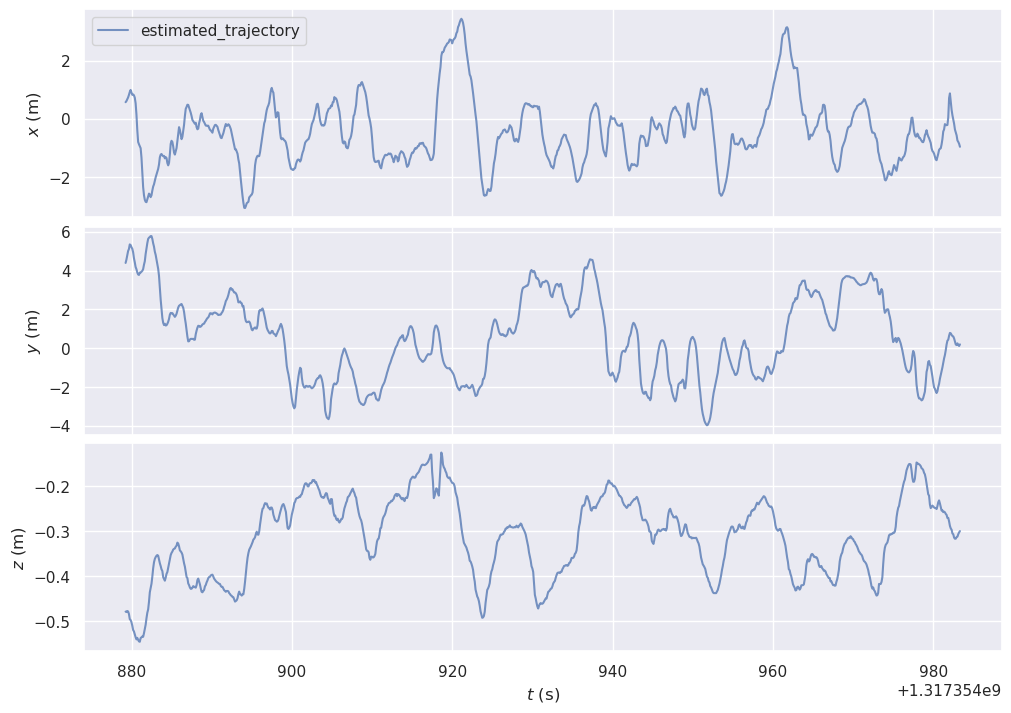 estimated_trajectory
x (m)
2
0
−2
y (m)
6
4
2
0
−2
−4
z (m)
−0.2
−0.3
−0.4
−0.5
880 900 920 940 960 980
t (s)
+1.317354e9